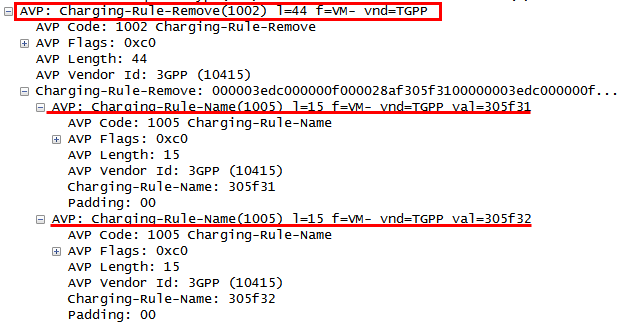 AVP: Charging-Rule-Remove(1002) l=44 f=VM- vnd=TGPP
AVP Code: 1002 Charging-Rule-Remove
AVP Flags: 0xc0
AVP Length: 44
AVP Vendor Id: 3GPP (10415)
Charging-Rule-Remove: 000003edc000000f000028af305f3100000003edc000000f...
AVP: Charging-Rule-Name(1005) l=15 f=VM- vnd=TGPP val=305f31
AVP Code: 1005 Charging-Rule-Name
AVP Flags: 0xc0
AVP Length: 15
AVP Vendor Id: 3GPP (10415)
Charging-Rule-Name: 305f31
Padding: 00
AVP: Charging-Rule-Name(1005) l=15 f=VM- vnd=TGPP val=305f32
AVP Code: 1005 Charging-Rule-Name
AVP Flags: 0xc0
AVP Length: 15
AVP Vendor Id: 3GPP (10415)
Charging-Rule-Name: 305f32
Padding: 00